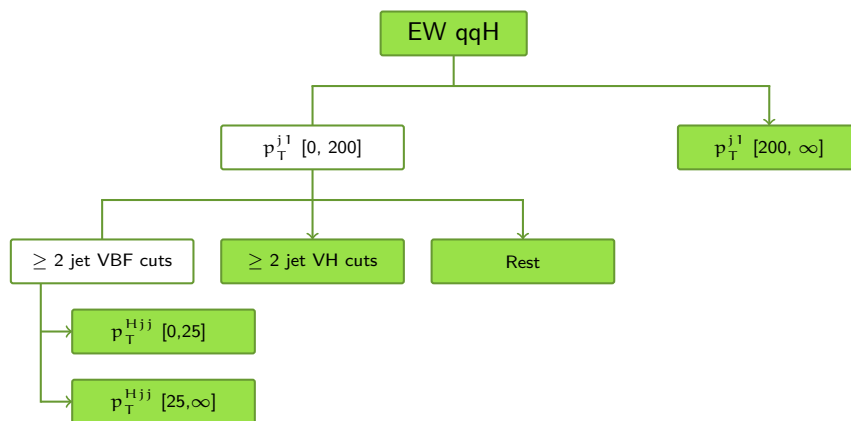 EW qqH
p_T^{j1} [0, 200]
p_T^{j1} [200, ∞]
≥ 2 jet VBF cuts
≥ 2 jet VH cuts
Rest
p_T^{Hjj} [0,25]
p_T^{Hjj} [25,∞]